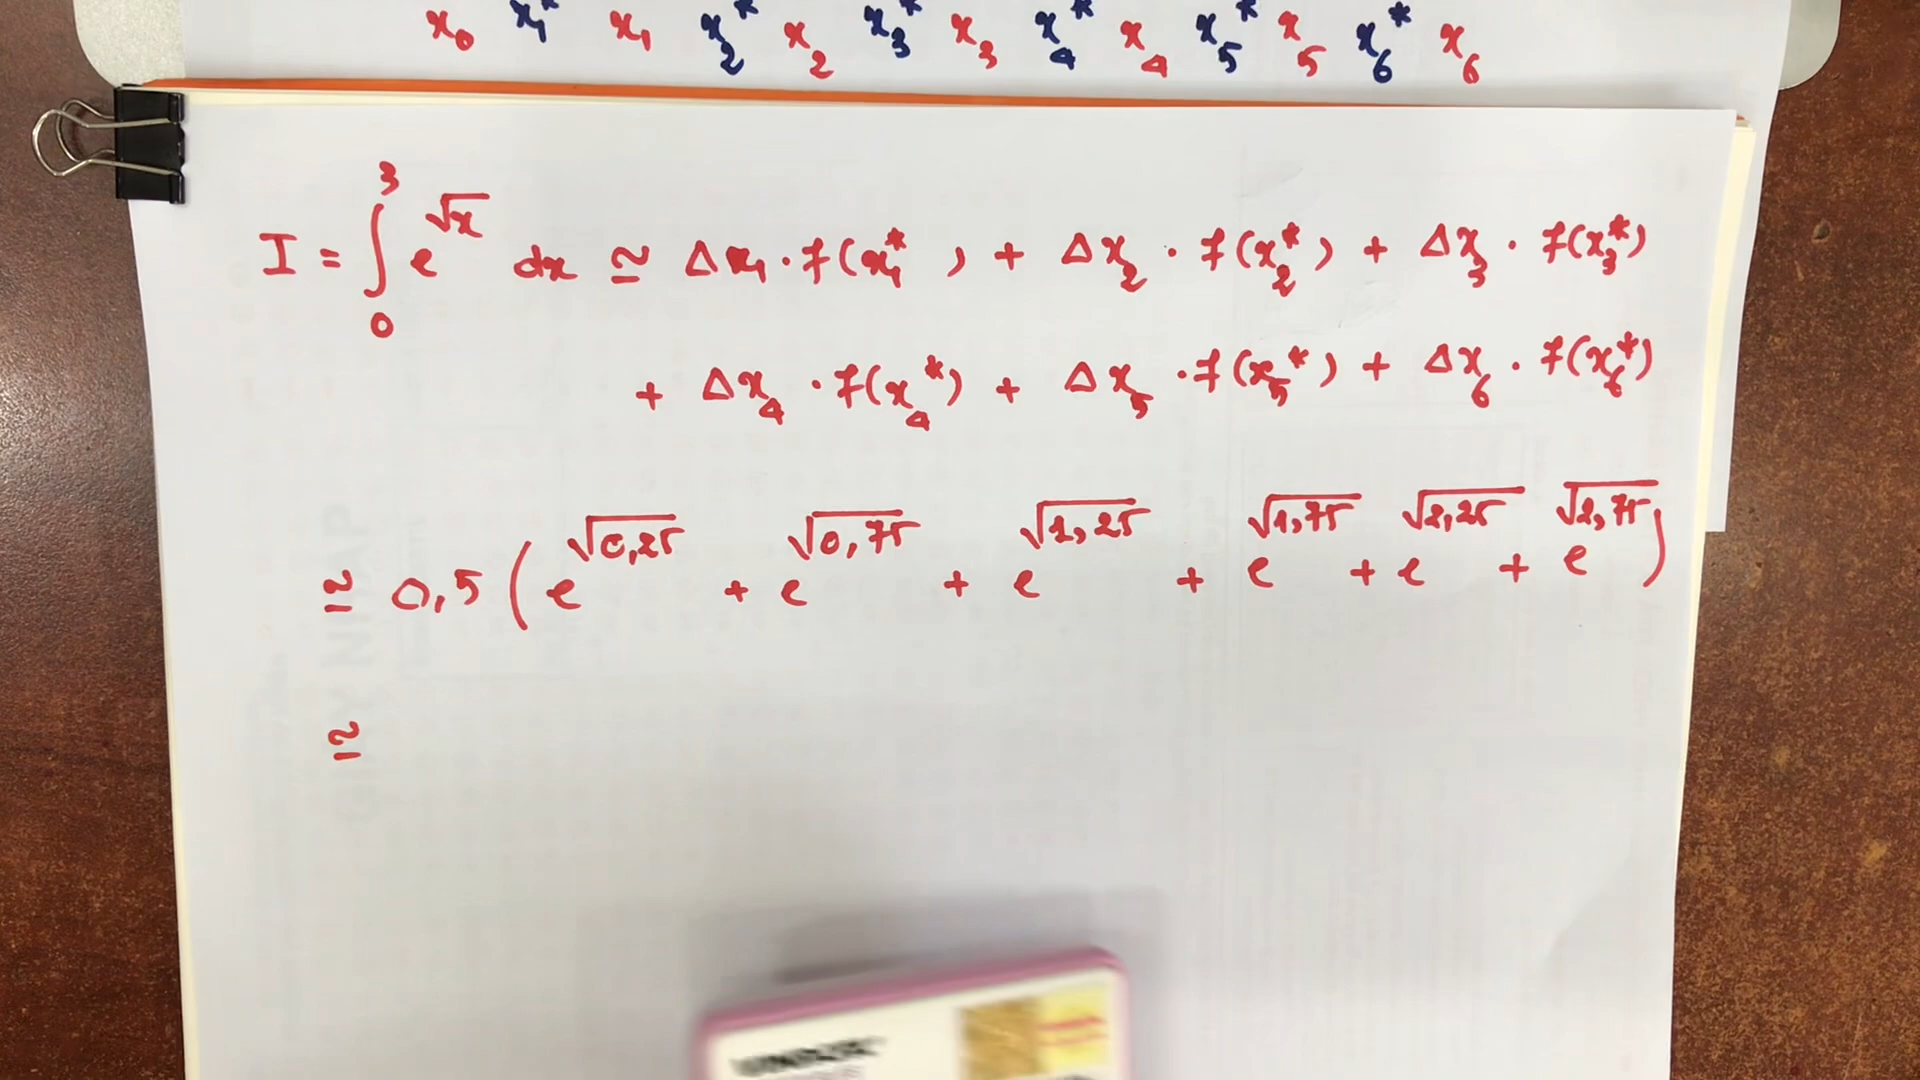 x₀ x₁* x₁ x₂* x₂ x₃* x₃ x₄* x₄ x₅* x₅ x₆* x₆
I = ∫₀³ e^√x dx ≅ Δx₁ · f(x₁*) + Δx₂ · f(x₂*) + Δx₃ · f(x₃*)
+ Δx₄ · f(x₄*) + Δx₅ · f(x₅*) + Δx₆ · f(x₆*)
≅ 0,5 (e^√0,25 + e^√0,75 + e^√1,25 + e^√1,75 + e^√2,25 + e^√2,75)
≅